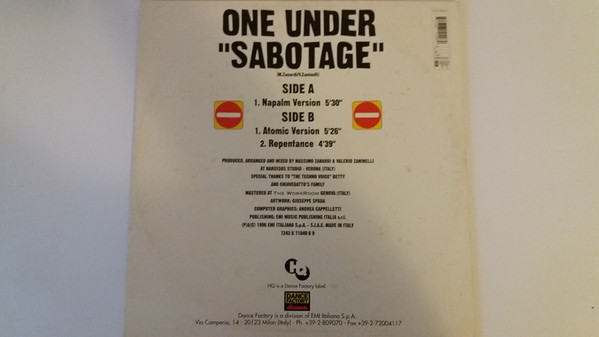 ONE UNDER
"SABOTAGE"
SIDE A
1. Napalm Version 5'30"
SIDE B
1. Atomic Version 5'26"
2. Repentance 4'39"
PRODUCED, ARRANGED AND MIXED BY MASSIMO ZANARDI & VALERIO ZANINELLI
AT NARCISUS STUDIO - VERONA (ITALY)
SPECIAL THANKS TO "THE TECHNO VOICE" BETTY
AND CHIAVEGATTO'S FAMILY
MASTERED AT THE WORKROOM GENOVA (ITALY)
ARTWORK: GIUSEPPE SPADA
COMPUTER GRAPHICS: ANDREA CAPPELLETTI
PUBLISHING: EMI MUSIC PUBLISHING ITALIA s.r.l.
(P)&(C) 1996 EMI ITALIANA S.p.A. - S.I.A.E. MADE IN ITALY
HQ
HQ is a Dance Factory label
DANCE
FACTORY
Dance Factory is a division of EMI Italiana S.p.A.
Via Camperio, 14 - 20123 Milan (Italy) - Ph +39-2-809070 - Fax +39-2-72004117